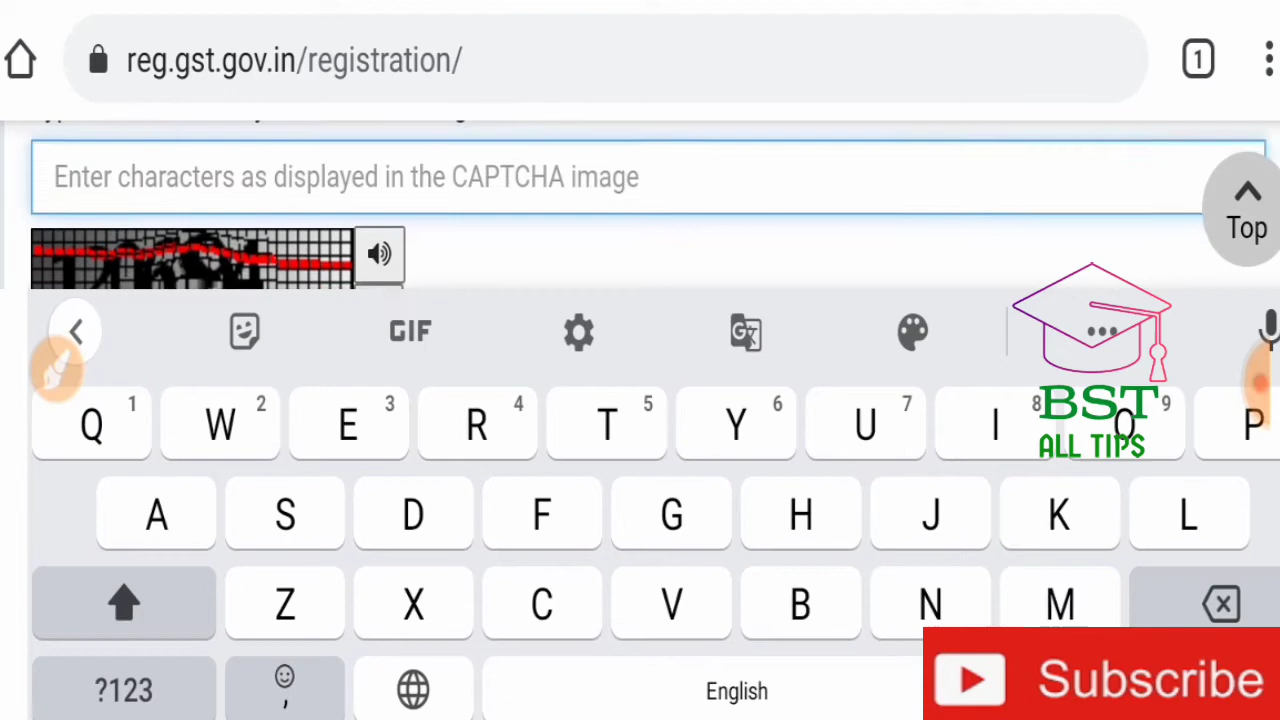 reg.gst.gov.in/registration/
1
Enter characters as displayed in the CAPTCHA image
Top
GIF
BST
ALL TIPS
Q 1 W 2 E 3 R 4 T 5 Y 6 U 7 I 8 O 9 P
A S D F G H J K L
Z X C V B N M
?123 , English
Subscribe